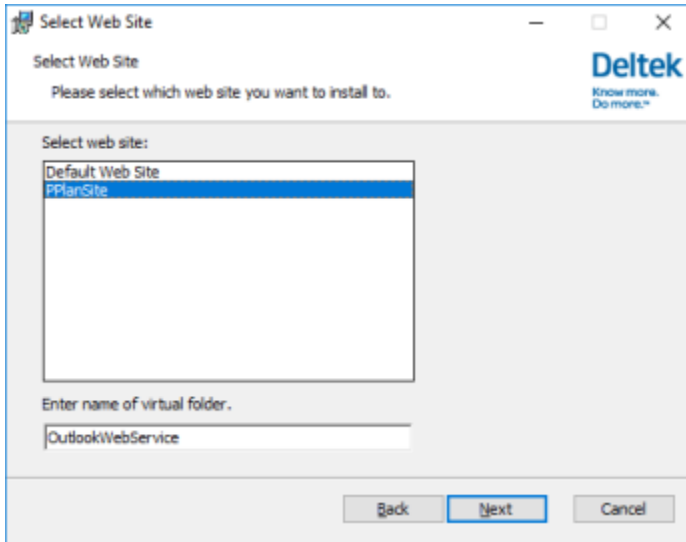 Select Web Site
Select Web Site
Deltek
Know more.
Do more.™
Please select which web site you want to install to.
Select web site:
Default Web Site
PPlanSite
Enter name of virtual folder.
OutlookWebService
Back
Next
Cancel